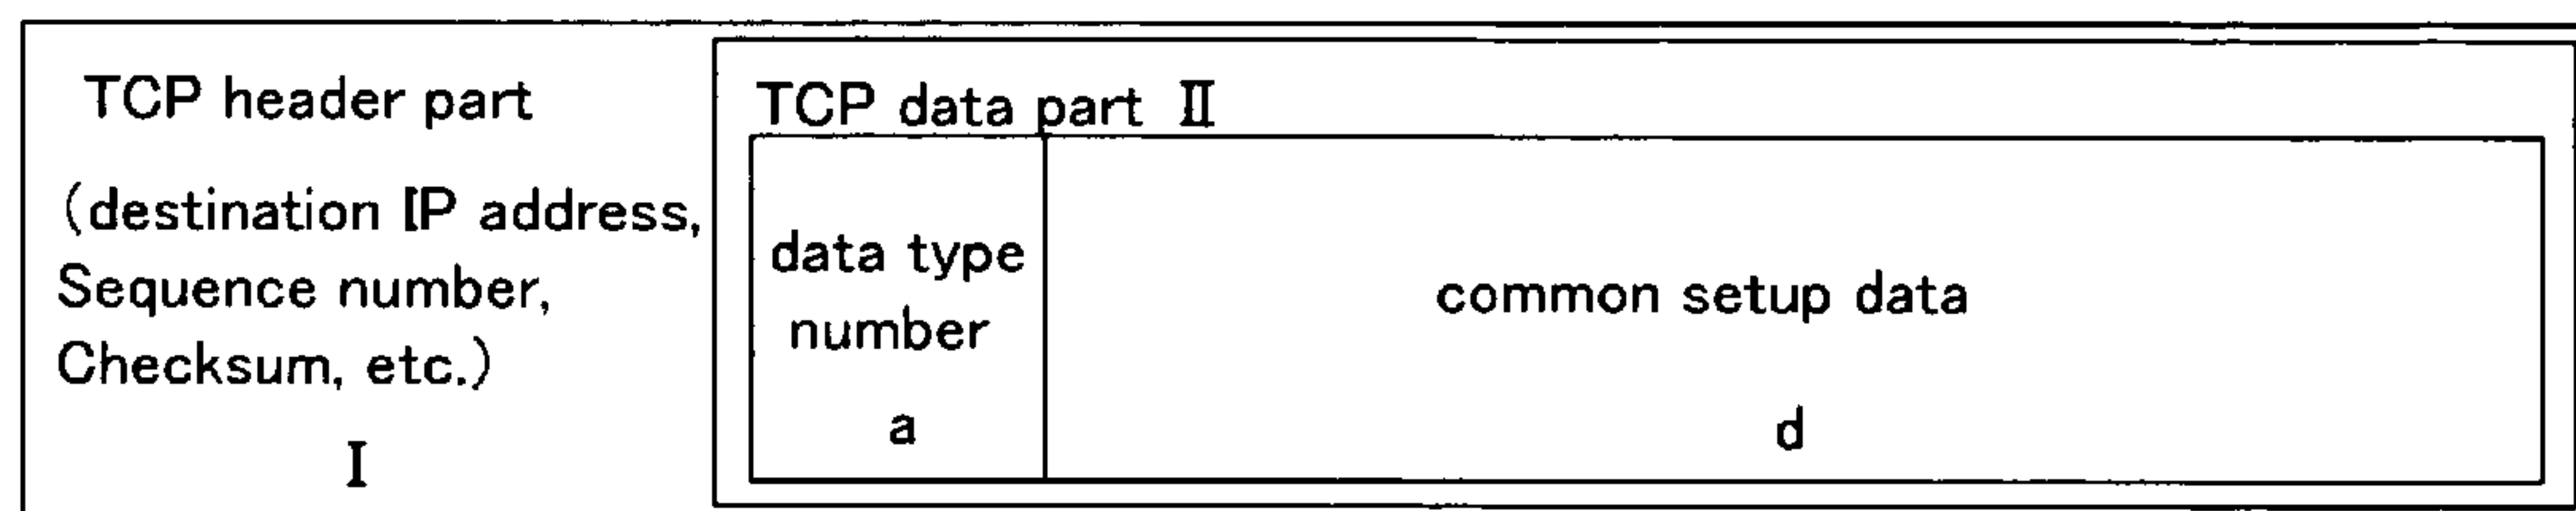 TCP header part
(destination IP address,
Sequence number,
Checksum, etc.)
I
TCP data part II
data type
number
a
common setup data
d